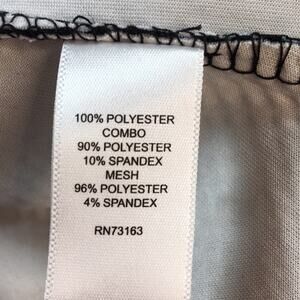 100% POLYESTER
COMBO
90% POLYESTER
10% SPANDEX
MESH
96% POLYESTER
4% SPANDEX
RN73163